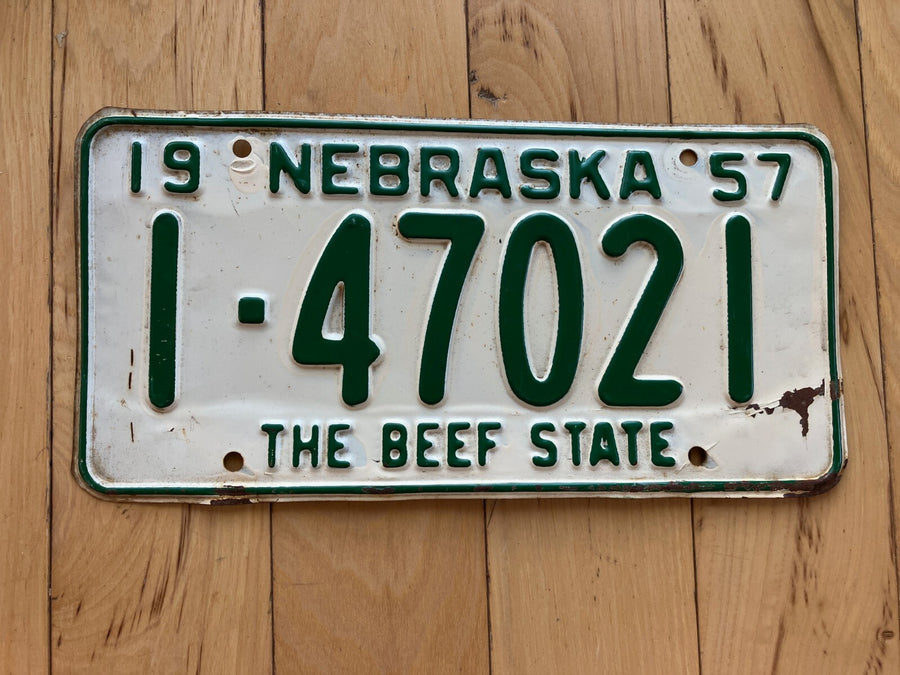 19 NEBRASKA 57
1-47021
THE BEEF STATE